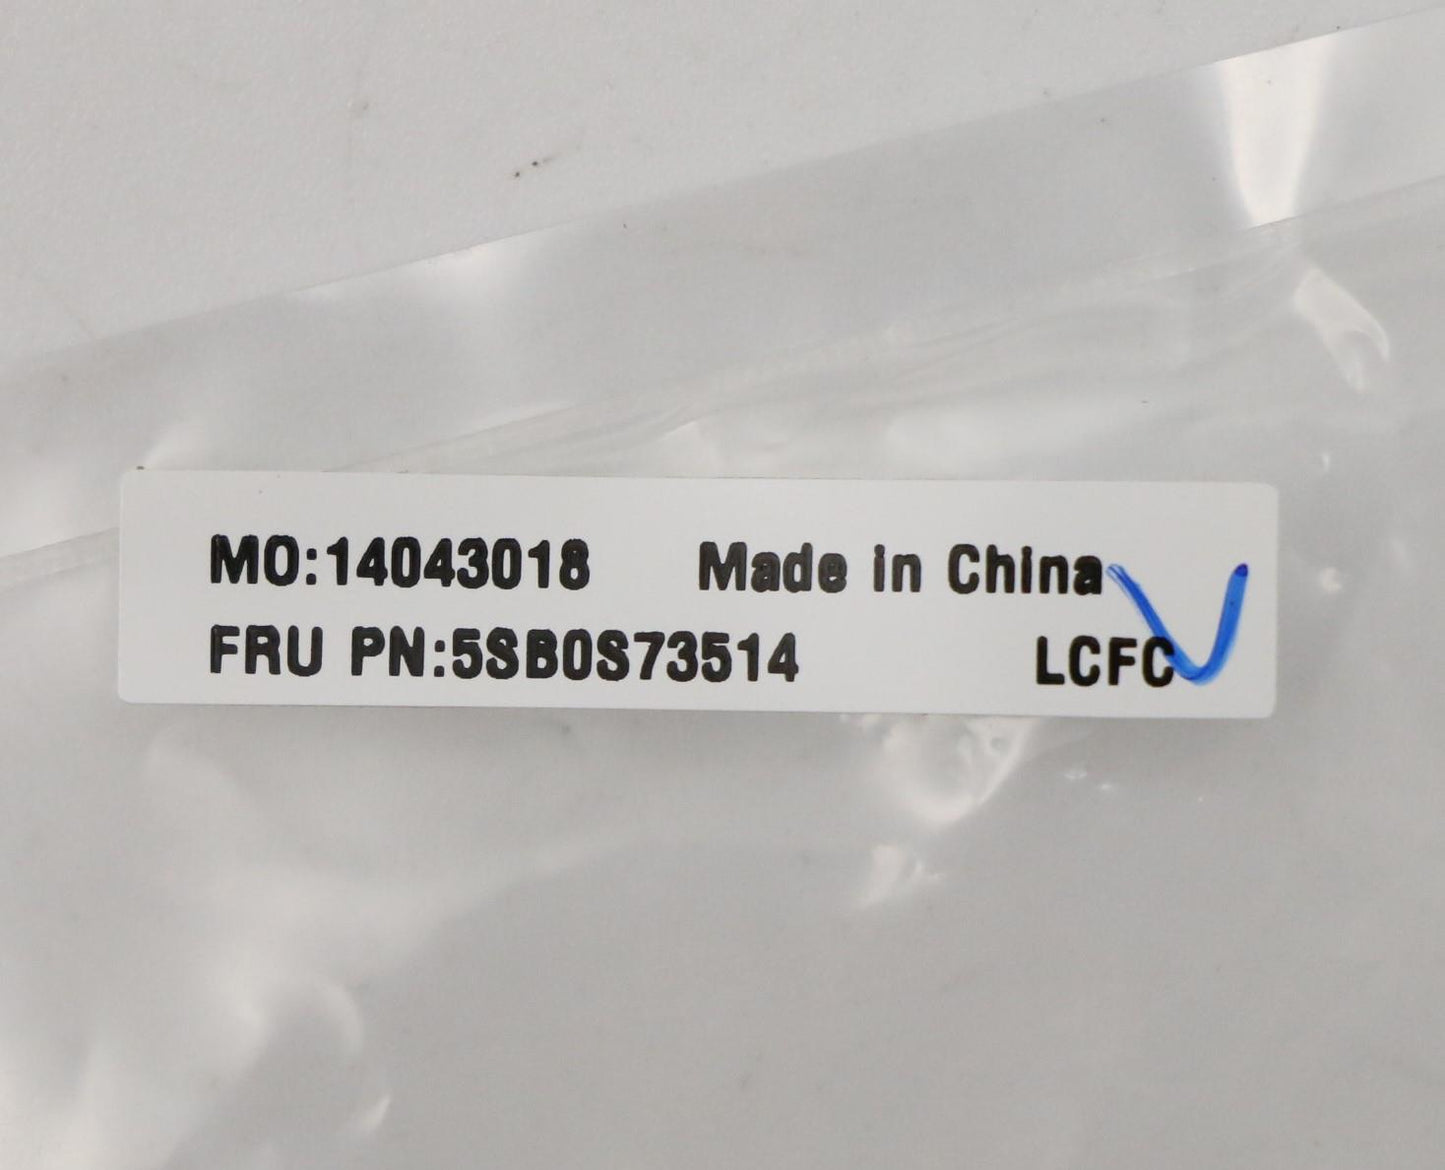 MO:14043018 Made in China
FRU PN:5SB0S73514 LCFC